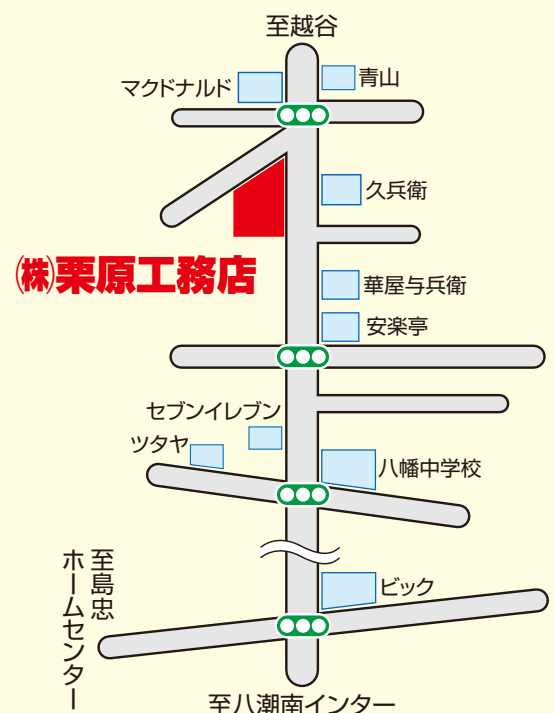 至越谷
マクドナルド
青山
久兵衛
㈱栗原工務店
華屋与兵衛
安楽亭
セブンイレブン
ツタヤ
八幡中学校
至島忠
ホームセンター
ビック
至八潮南インター